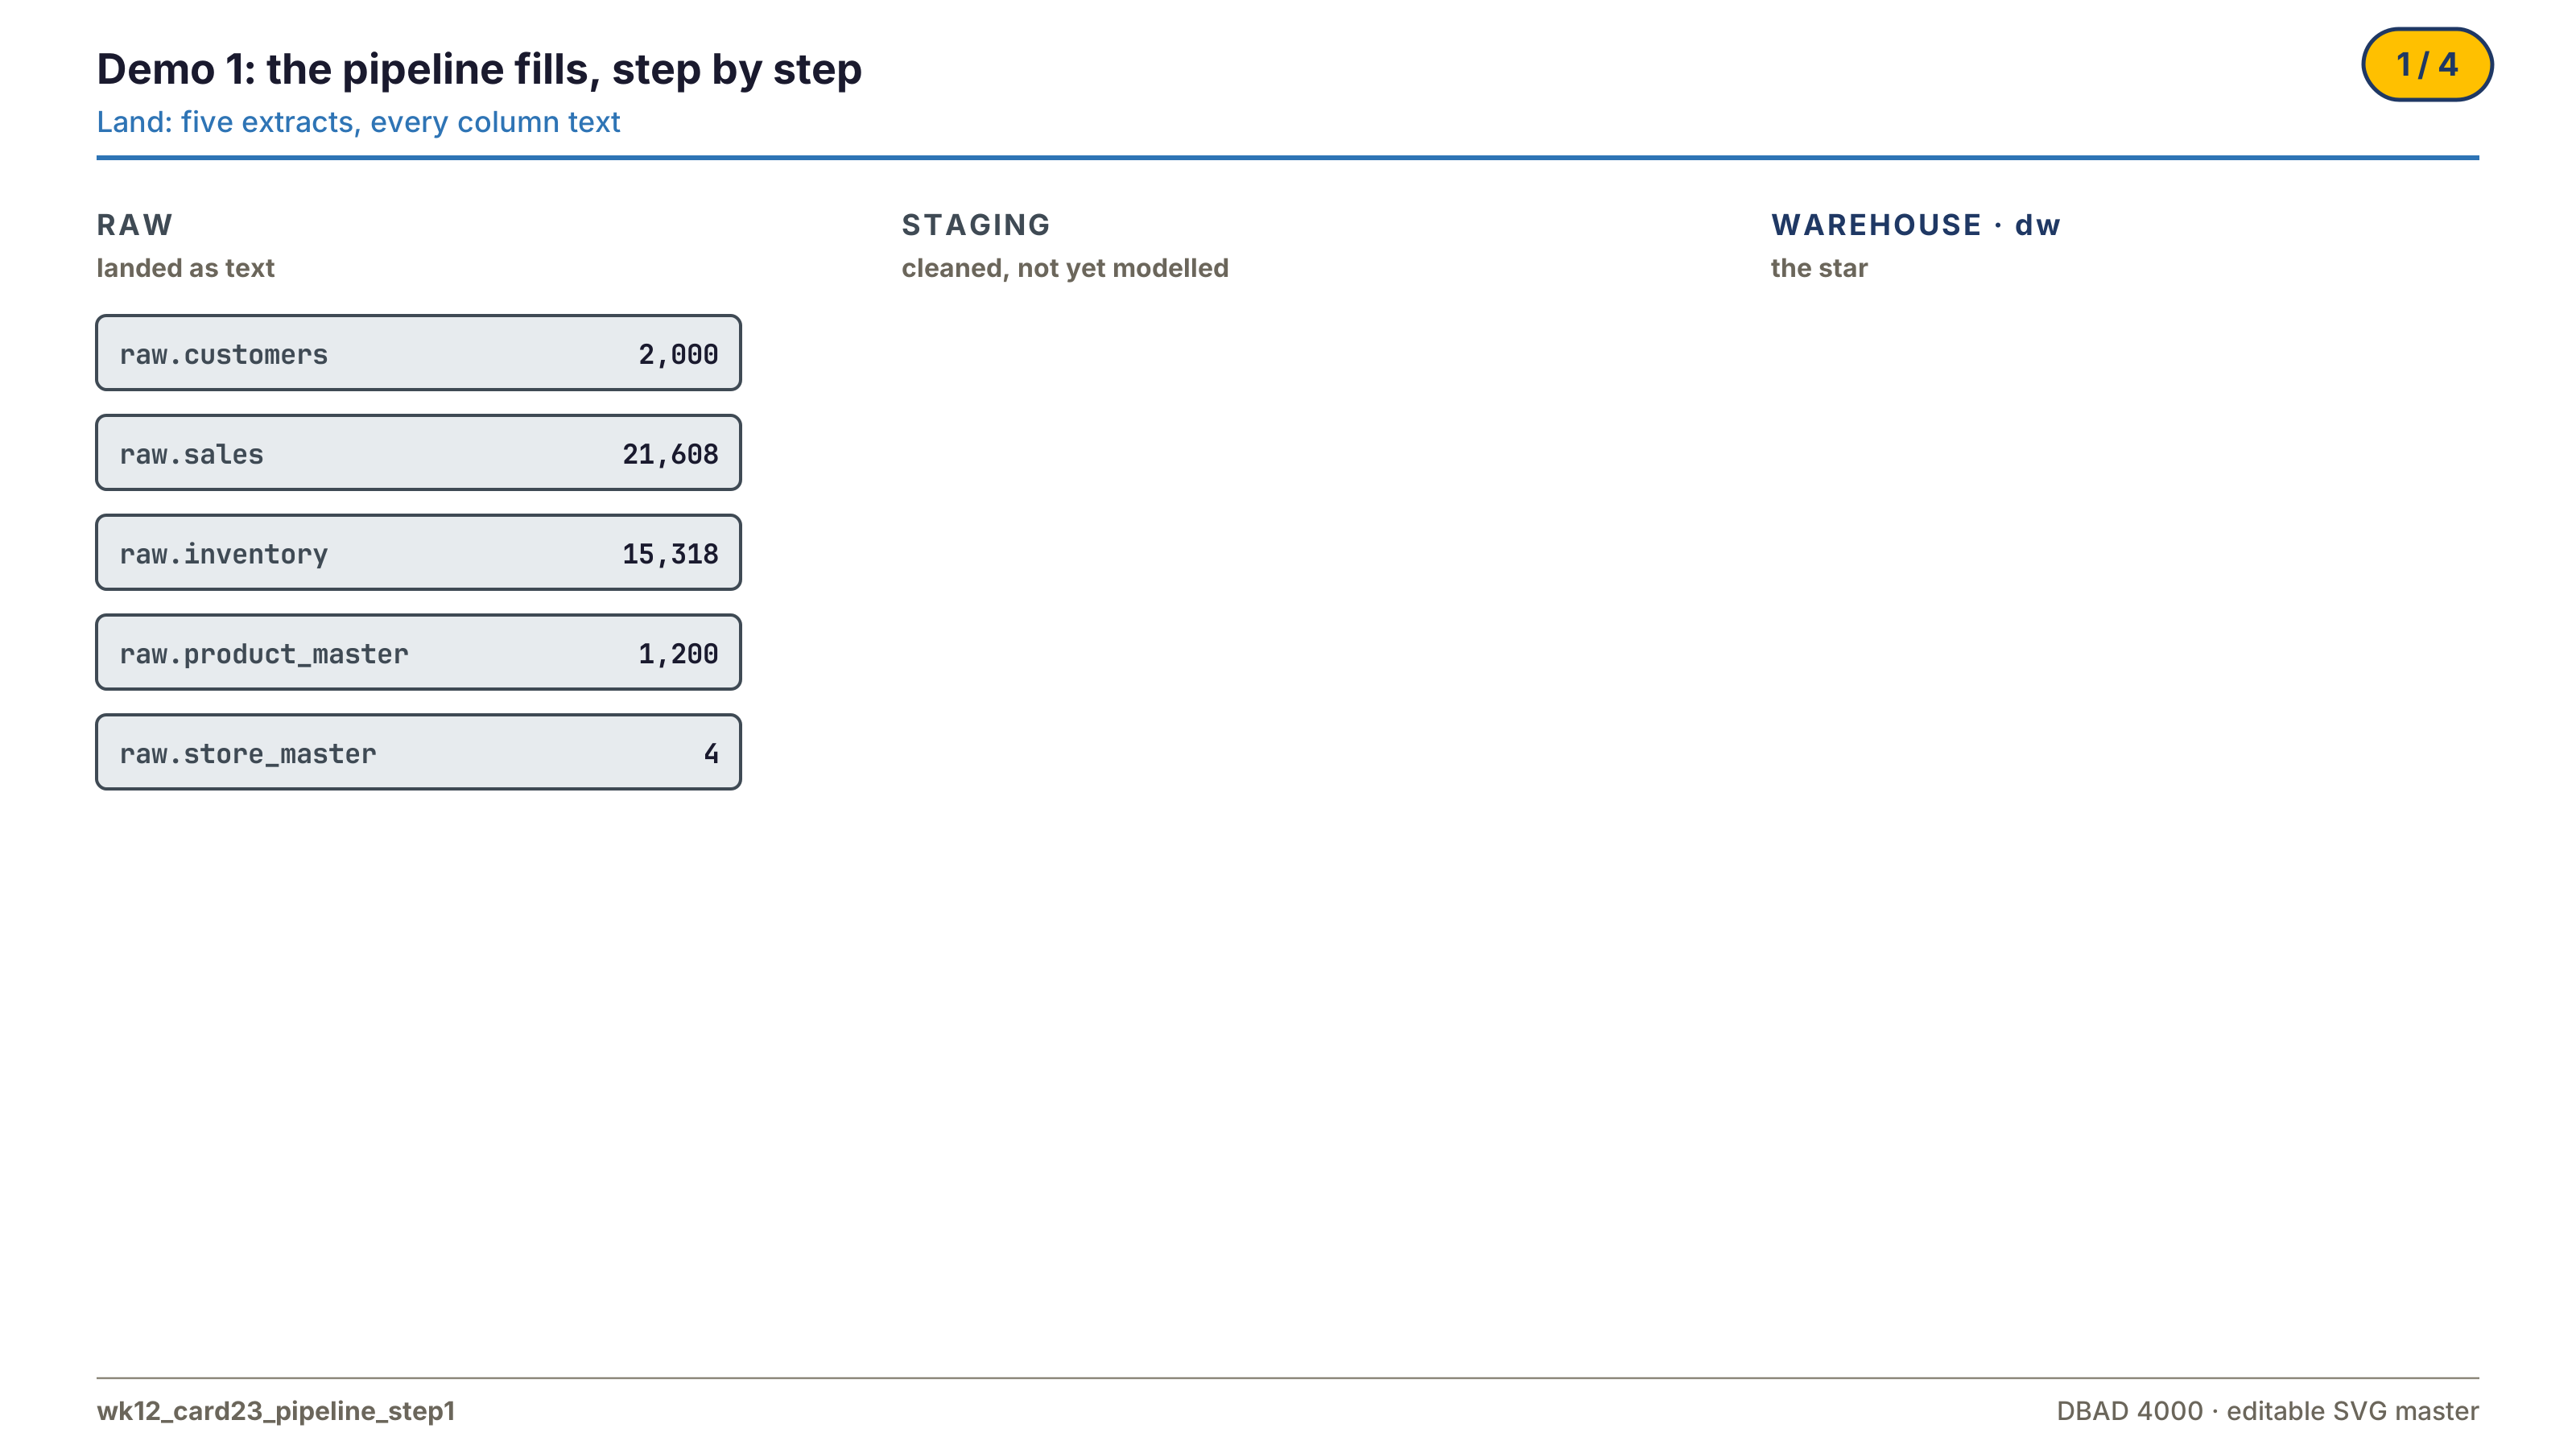 Demo 1: the pipeline fills, step by step
1 / 4
Land: five extracts, every column text
RAW
landed as text
STAGING
cleaned, not yet modelled
WAREHOUSE · dw
the star
raw.customers 2,000
raw.sales 21,608
raw.inventory 15,318
raw.product_master 1,200
raw.store_master 4
wk12_card23_pipeline_step1
DBAD 4000 · editable SVG master